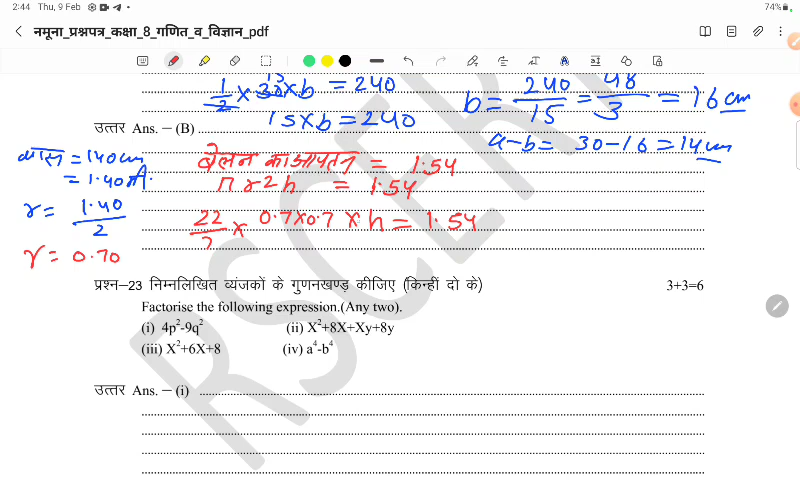 2:44 Thu, 9 Feb 74%
नमूना_प्रश्नपत्र_कक्षा_8_गणित_व_विज्ञान_pdf
1/2 × 30 × b = 240
15
15 × b = 240
b = 240/15 = 48/3 = 16 cm
उत्तर Ans. – (B)
a-b = 30-16 = 14 cm
व्यास = 140 cm
= 1.40 मी.
r = 1.40/2
r = 0.70
बेलन का आयतन = 1.54
π r 2 h = 1.54
22/7 × 0.7×0.7 × h = 1.54
प्रश्न–23 निम्नलिखित व्यंजकों के गुणनखण्ड कीजिए (किन्हीं दो के) 3+3=6
Factorise the following expression.(Any two).
(i) 4p²-9q² (ii) X²+8X+Xy+8y
(iii) X²+6X+8 (iv) a⁴-b⁴
उत्तर Ans. – (i)
RSCERT